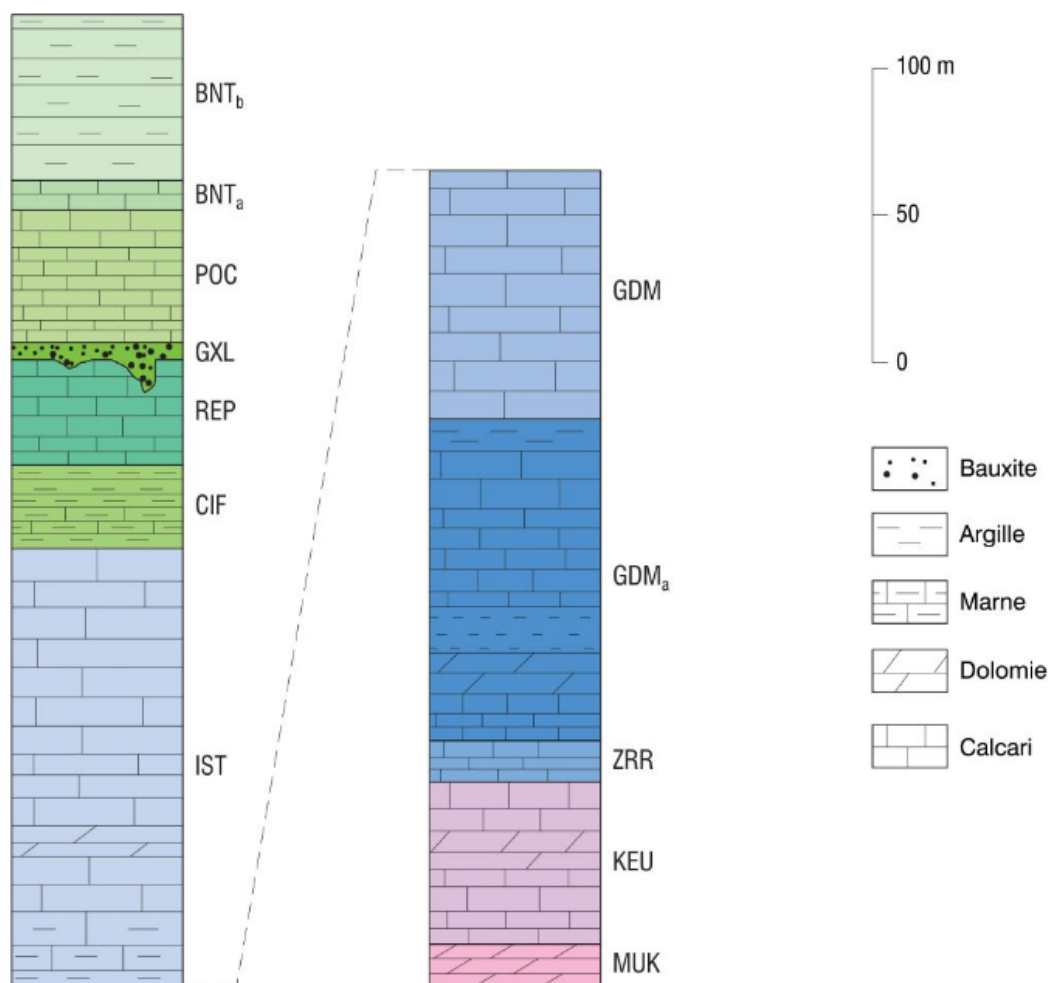 BNTb
BNTa
POC
GXL
REP
CIF
IST
GDM
GDMa
ZRR
KEU
MUK
100 m
50
0
Bauxite
Argille
Marne
Dolomie
Calcari